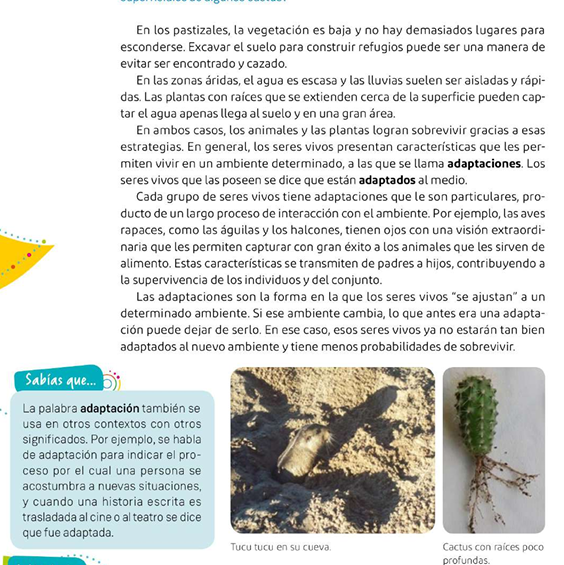 En los pastizales, la vegetación es baja y no hay demasiados lugares para
esconderse. Excavar el suelo para construir refugios puede ser una manera de
evitar ser encontrado y cazado.
En las zonas áridas, el agua es escasa y las lluvias suelen ser aisladas y rápi-
das. Las plantas con raíces que se extienden cerca de la superficie pueden cap-
tar el agua apenas llega al suelo y en una gran área.
En ambos casos, los animales y las plantas logran sobrevivir gracias a esas
estrategias. En general, los seres vivos presentan características que les per-
miten vivir en un ambiente determinado, a las que se llama adaptaciones. Los
seres vivos que las poseen se dice que están adaptados al medio.
Cada grupo de seres vivos tiene adaptaciones que le son particulares, pro-
ducto de un largo proceso de interacción con el ambiente. Por ejemplo, las aves
rapaces, como las águilas y los halcones, tienen ojos con una visión extraordi-
naria que les permiten capturar con gran éxito a los animales que les sirven de
alimento. Estas características se transmiten de padres a hijos, contribuyendo a
la supervivencia de los individuos y del conjunto.
Las adaptaciones son la forma en la que los seres vivos “se ajustan” a un
determinado ambiente. Si ese ambiente cambia, lo que antes era una adapta-
ción puede dejar de serlo. En ese caso, esos seres vivos ya no estarán tan bien
adaptados al nuevo ambiente y tiene menos probabilidades de sobrevivir.
Sabías que...
La palabra adaptación también se
usa en otros contextos con otros
significados. Por ejemplo, se habla
de adaptación para indicar el pro-
ceso por el cual una persona se
acostumbra a nuevas situaciones,
y cuando una historia escrita es
trasladada al cine o al teatro se dice
que fue adaptada.
Tucu tucu en su cueva.
Cactus con raíces poco
profundas.